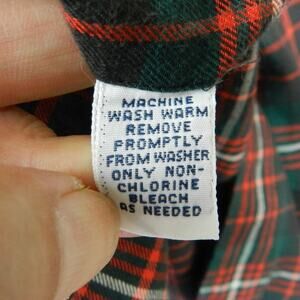 MACHINE
WASH WARM
REMOVE
PROMPTLY
FROM WASHER
ONLY NON-
CHLORINE
BLEACH
AS NEEDED